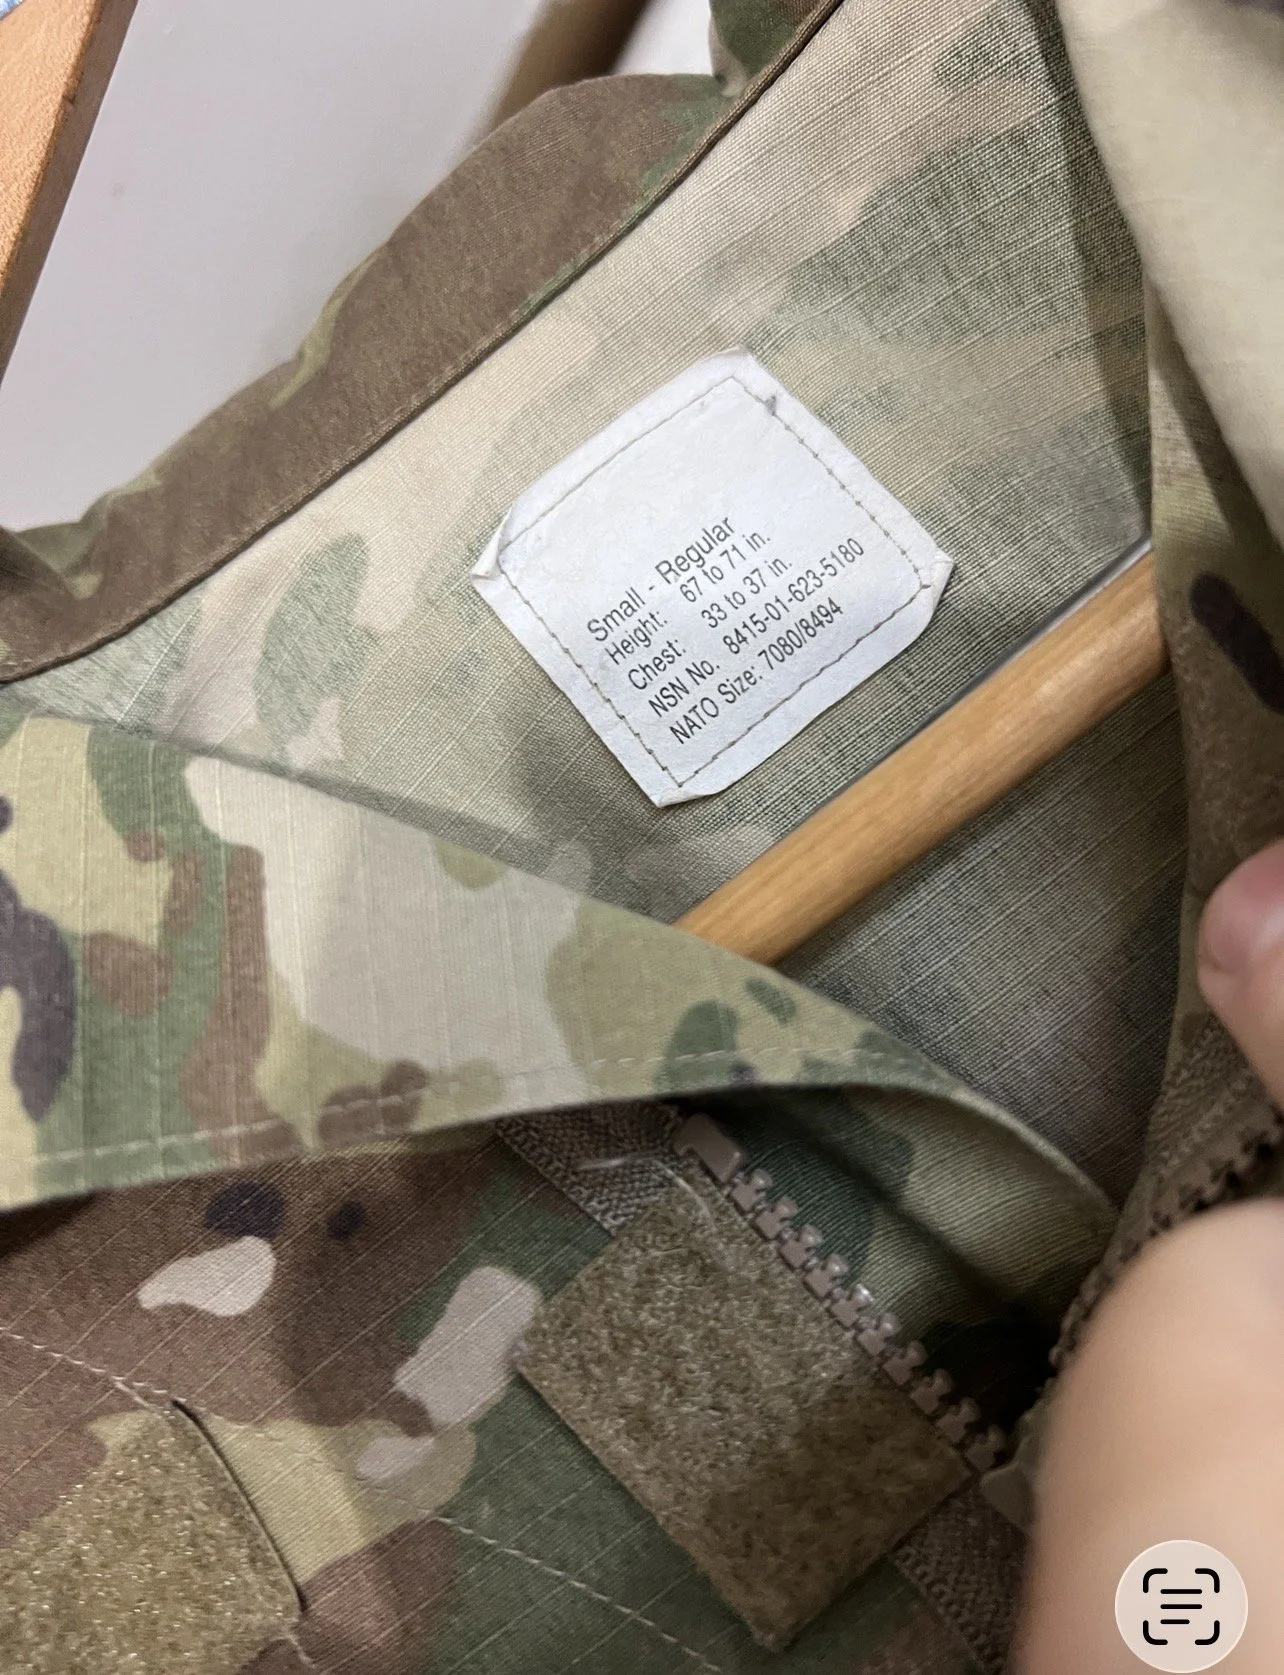 Small - Regular
Height: 67 to 71 in.
Chest: 33 to 37 in.
NSN No. 8415-01-623-5180
NATO Size: 7080/8494